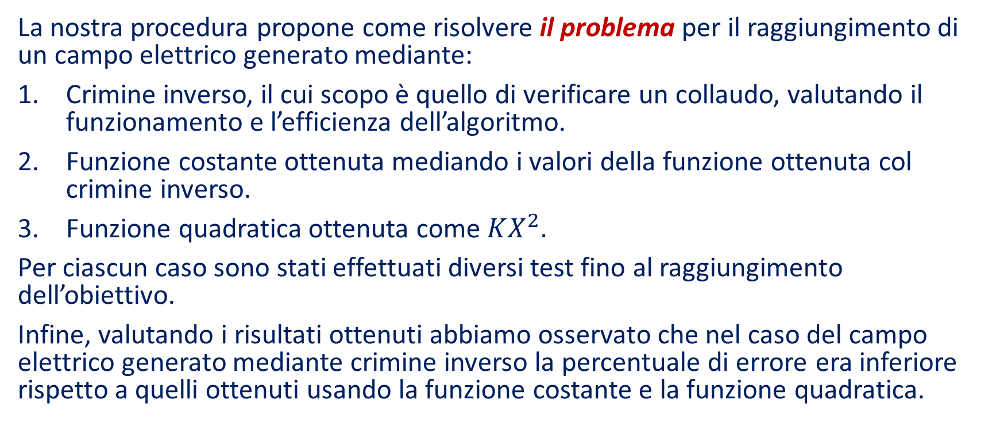 La nostra procedura propone come risolvere il problema per il raggiungimento di
un campo elettrico generato mediante:
1. Crimine inverso, il cui scopo è quello di verificare un collaudo, valutando il
funzionamento e l’efficienza dell’algoritmo.
2. Funzione costante ottenuta mediando i valori della funzione ottenuta col
crimine inverso.
3. Funzione quadratica ottenuta come KX².
Per ciascun caso sono stati effettuati diversi test fino al raggiungimento
dell’obiettivo.
Infine, valutando i risultati ottenuti abbiamo osservato che nel caso del campo
elettrico generato mediante crimine inverso la percentuale di errore era inferiore
rispetto a quelli ottenuti usando la funzione costante e la funzione quadratica.